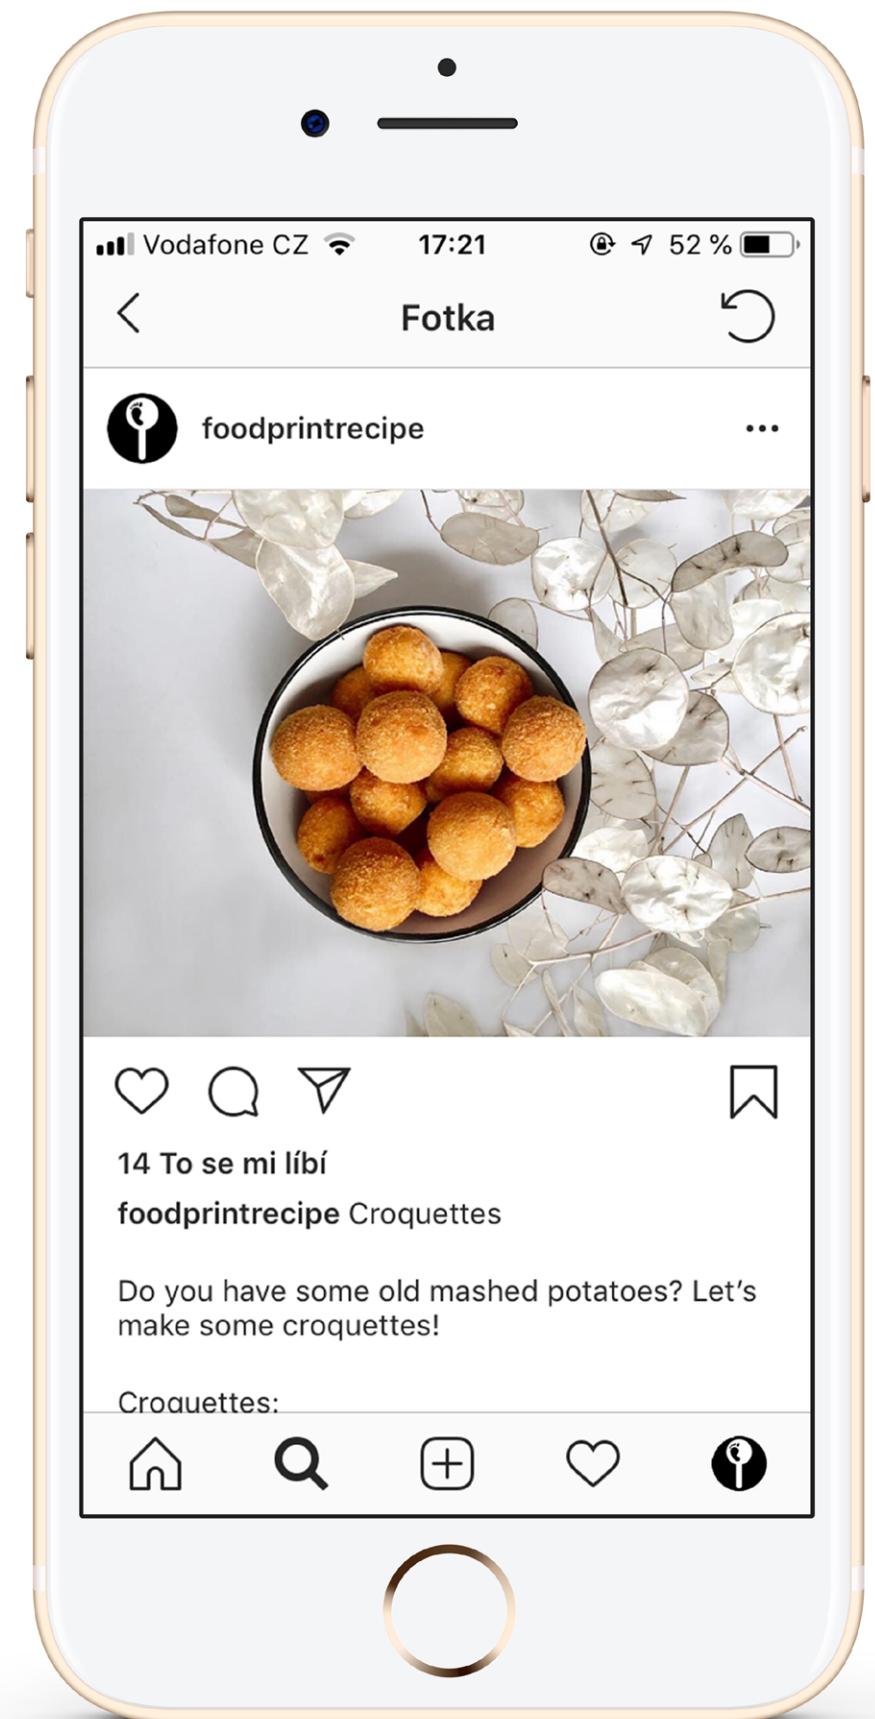 Vodafone CZ 17:21 52 %
Fotka
foodprintrecipe
14 To se mi líbí
foodprintrecipe Croquettes
Do you have some old mashed potatoes? Let’s
make some croquettes!
Croquettes: